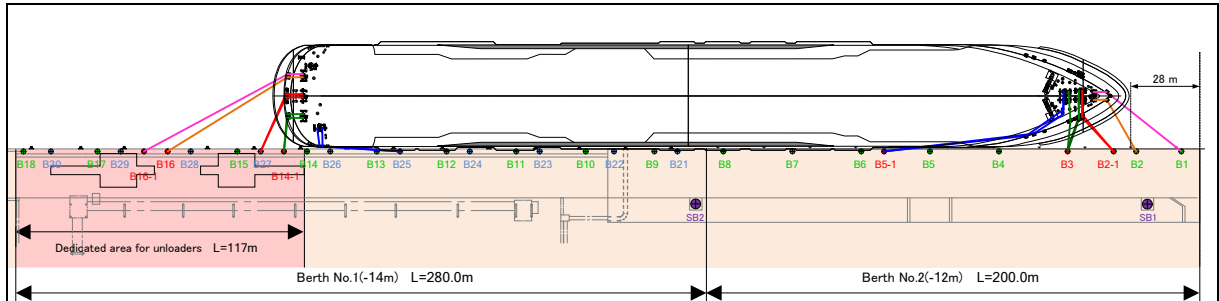 28 m
B18 B20 B17 B29 B16-1 B16 B28 B15 B27 B14-1 B14 B26 B13 B25 B12 B24 B11 B23 B10 B22 B9 B21 B8 B7 B6 B5-1 B5 B4 B3 B2-1 B2 B1
SB2 SB1
Dedicated area for unloaders L=117m
Berth No.1(-14m) L=280.0m Berth No.2(-12m) L=200.0m